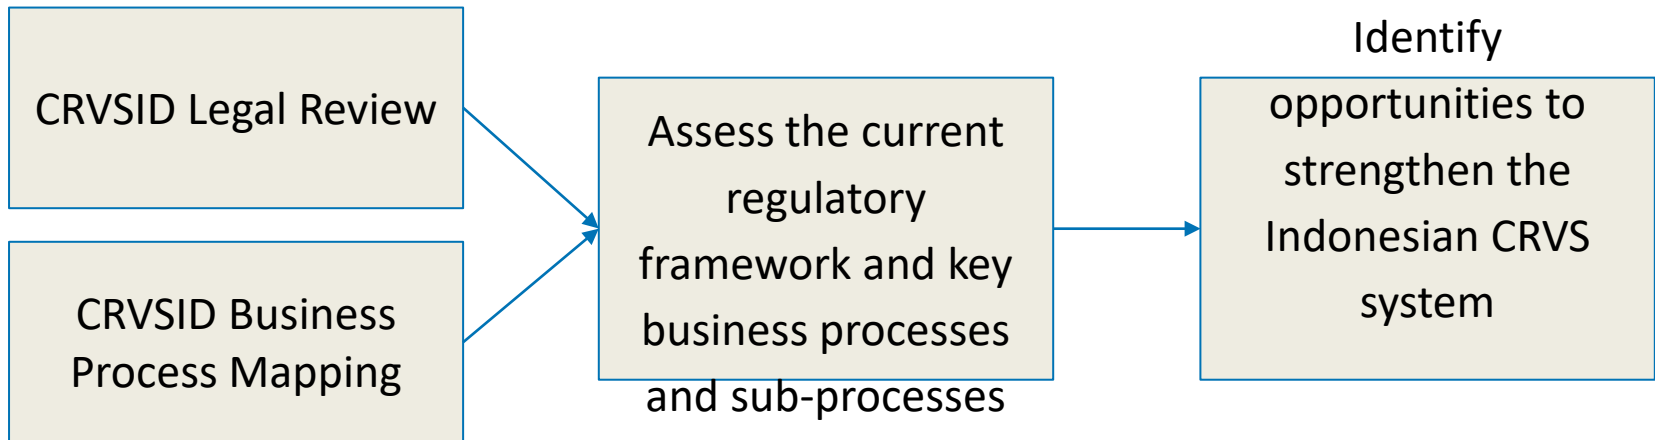 CRVSID Legal Review
CRVSID Business
Process Mapping
Assess the current
regulatory
framework and key
business processes
and sub-processes
Identify
opportunities to
strengthen the
Indonesian CRVS
system